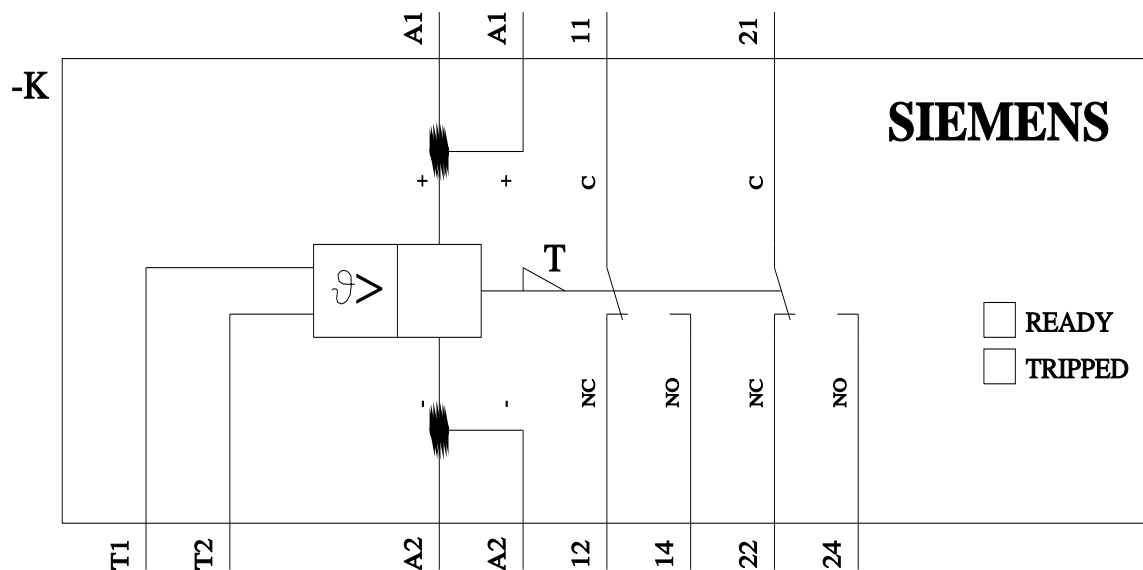 A1
A1
11
21
-K
SIEMENS
+
+
C
C
T
ϑ>
READY
TRIPPED
-
-
NC
NO
NC
NO
T1
T2
A2
A2
12
14
22
24